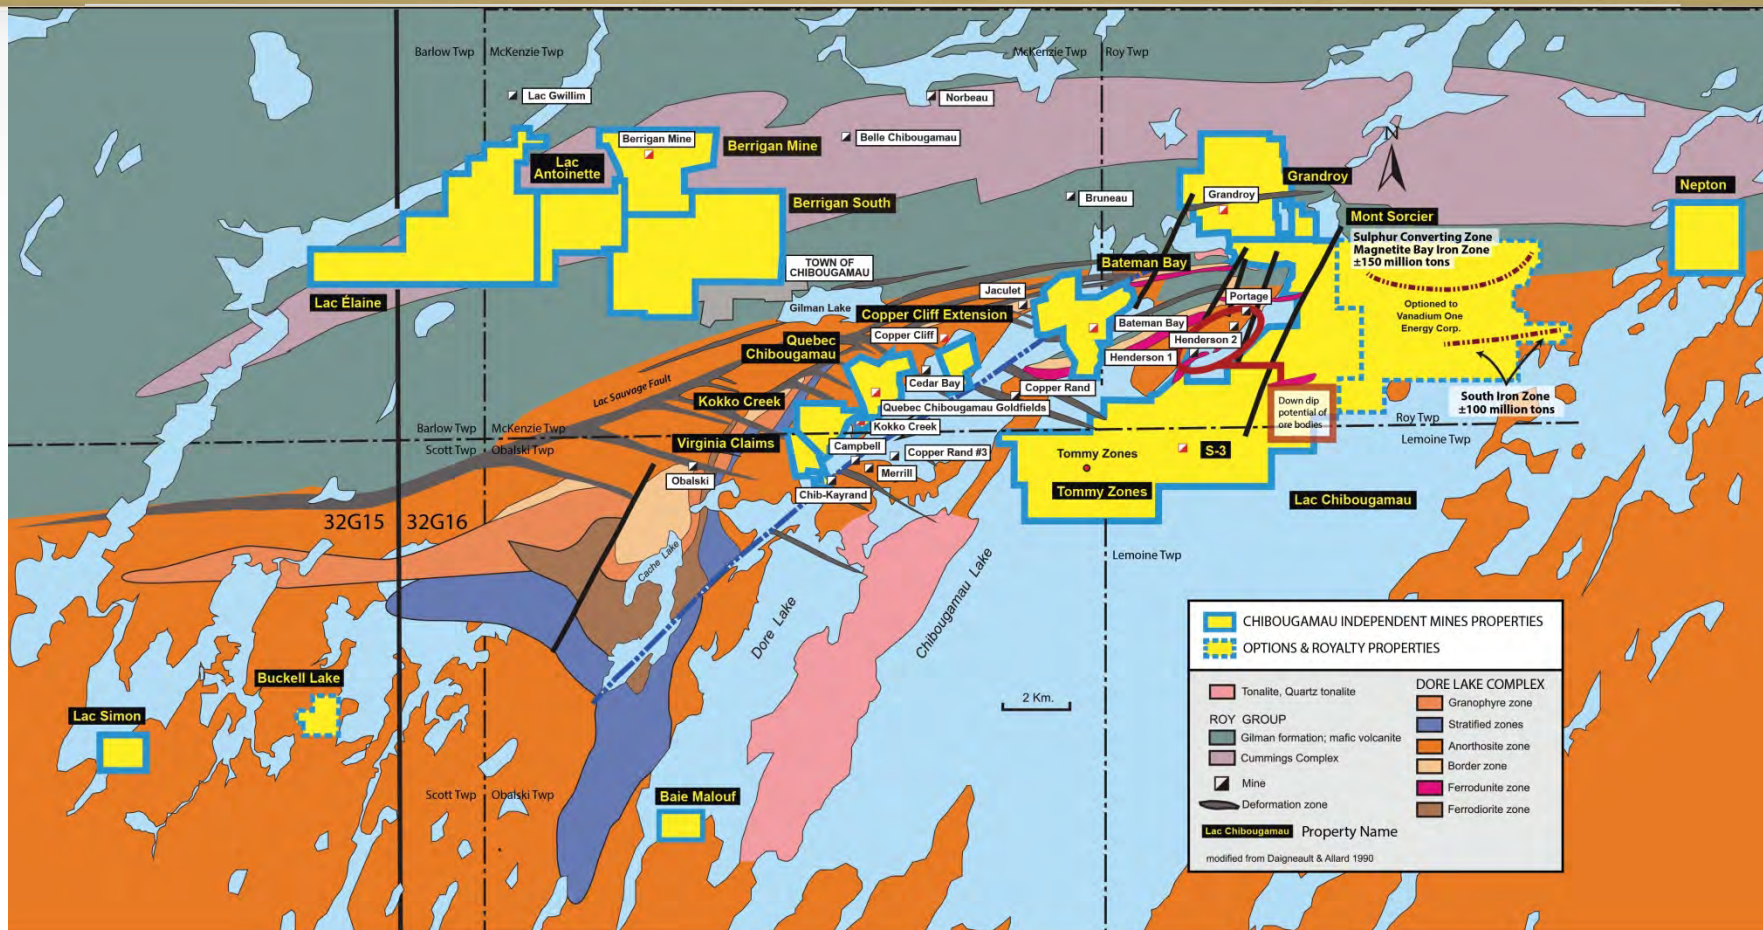 Barlow Twp
McKenzie Twp
McKenzie Twp
Roy Twp
Lac Gwillim
Norbeau
Berrigan Mine
Berrigan Mine
Belle Chibougamau
N
Lac
Antoinette
Grandroy
Nepton
Berrigan South
Bruneau
Grandroy
Mont Sorcier
Sulphur Converting Zone
Magnetite Bay Iron Zone
±150 million tons
TOWN OF
CHIBOUGAMAU
Bateman Bay
Lac Élaine
Jaculet
Portage
Gilman Lake
Copper Cliff Extension
Optioned to
Vanadium One
Energy Corp.
Bateman Bay
Copper Cliff
Quebec
Chibougamau
Henderson 2
Henderson 1
Cedar Bay
Lac Sauvage Fault
Copper Rand
Kokko Creek
Quebec Chibougamau Goldfields
Down dip
potential of
ore bodies
South Iron Zone
±100 million tons
Barlow Twp
McKenzie Twp
Kokko Creek
Roy Twp
Scott Twp
Obalski Twp
Virginia Claims
Campbell
Copper Rand #3
Lemoine Twp
Tommy Zones
S-3
Obalski
Merrill
Chib-Kayrand
Tommy Zones
Lac Chibougamau
32G15
32G16
Cache Lake
Dore Lake
Chibougamau Lake
Lemoine Twp
Buckell Lake
Lac Simon
Scott Twp
Obalski Twp
Baie Malouf
2 Km.
CHIBOUGAMAU INDEPENDENT MINES PROPERTIES
OPTIONS & ROYALTY PROPERTIES
Tonalite, Quartz tonalite
ROY GROUP
Gilman formation; mafic volcanite
Cummings Complex
Mine
Deformation zone
Lac Chibougamau
Property Name
modified from Daigneault & Allard 1990
DORE LAKE COMPLEX
Granophyre zone
Stratified zones
Anorthosite zone
Border zone
Ferrodunite zone
Ferrodiorite zone